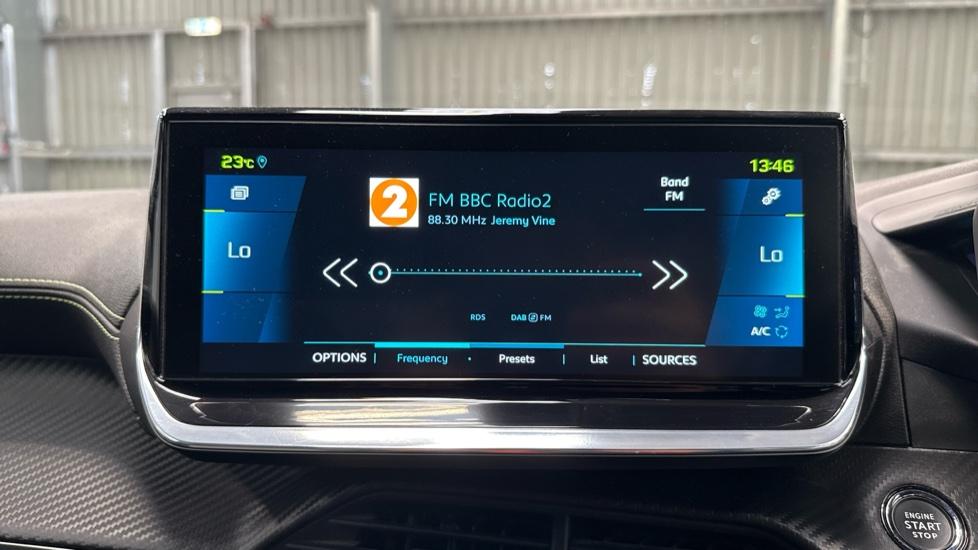 23°C
13:46
2
FM BBC Radio2
88.30 MHz Jeremy Vine
Band
FM
Lo
Lo
RDS
DAB FM
A/C
OPTIONS | Frequency · Presets | List | SOURCES
ENGINE
START
STOP